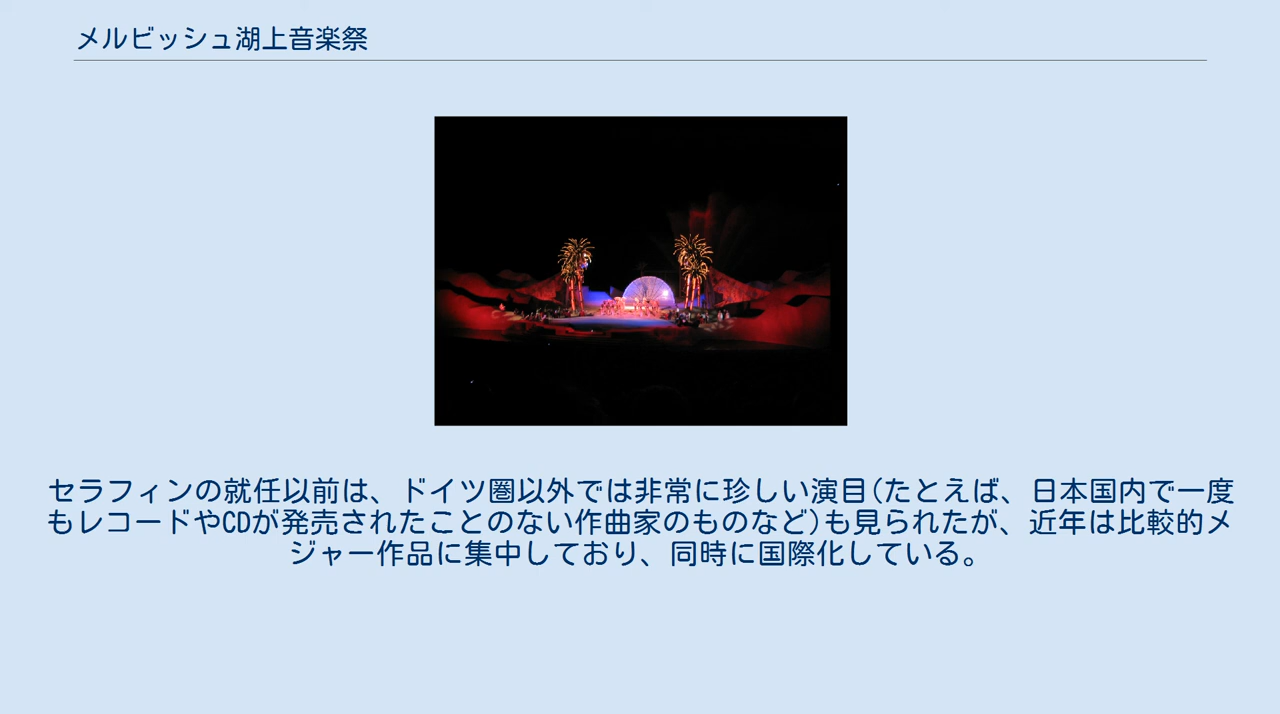 メルビッシュ湖上音楽祭
セラフィンの就任以前は、ドイツ圏以外では非常に珍しい演目(たとえば、日本国内で一度
もレコードやCDが発売されたことのない作曲家のものなど)も見られたが、近年は比較的メ
ジャー作品に集中しており、同時に国際化している。